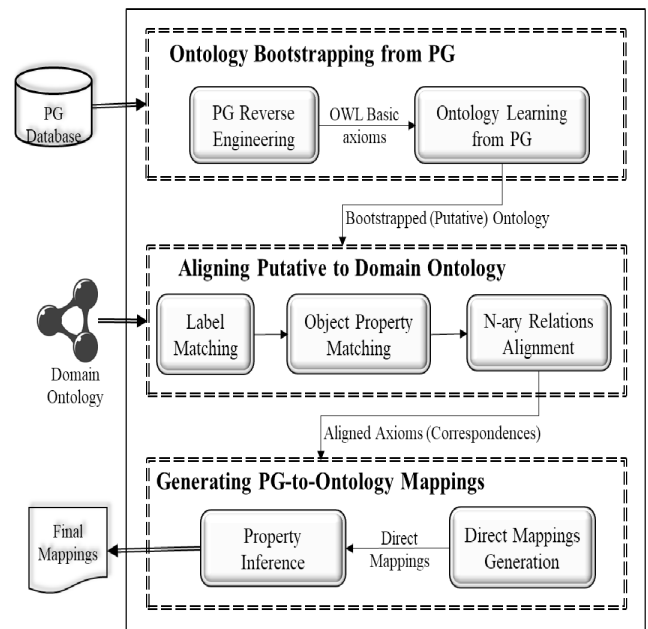 Ontology Bootstrapping from PG
PG
Database
PG Reverse
Engineering
OWL Basic
axioms
Ontology Learning
from PG
Bootstrapped (Putative) Ontology
Aligning Putative to Domain Ontology
Domain
Ontology
Label
Matching
Object Property
Matching
N-ary Relations
Alignment
Aligned Axioms (Correspondences)
Generating PG-to-Ontology Mappings
Final
Mappings
Property
Inference
Direct
Mappings
Direct Mappings
Generation